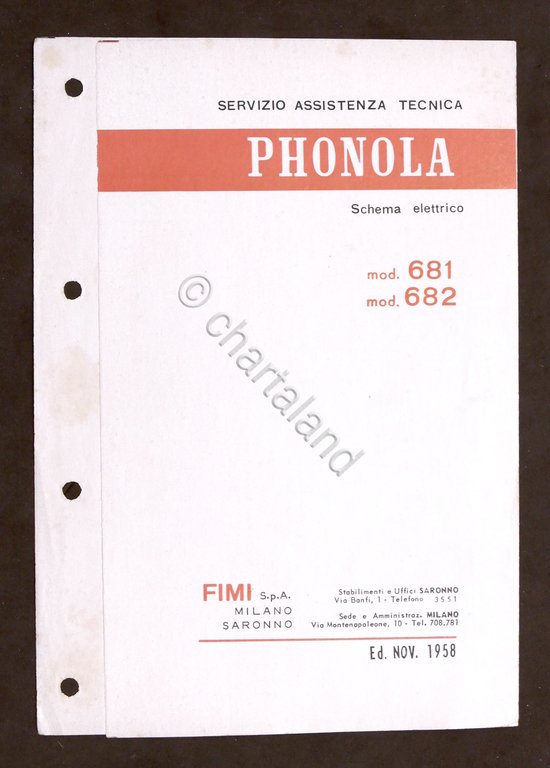 SERVIZIO ASSISTENZA TECNICA
PHONOLA
Schema elettrico
mod. 681
mod. 682
© chartaland
FIMI S.p.A.
MILANO
SARONNO
Stabilimenti e Uffici SARONNO
Via Banfi, 1 - Telefono 3551
Sede e Amministraz. MILANO
Via Montenapoleone, 10 - Tel. 708.781
Ed. NOV. 1958